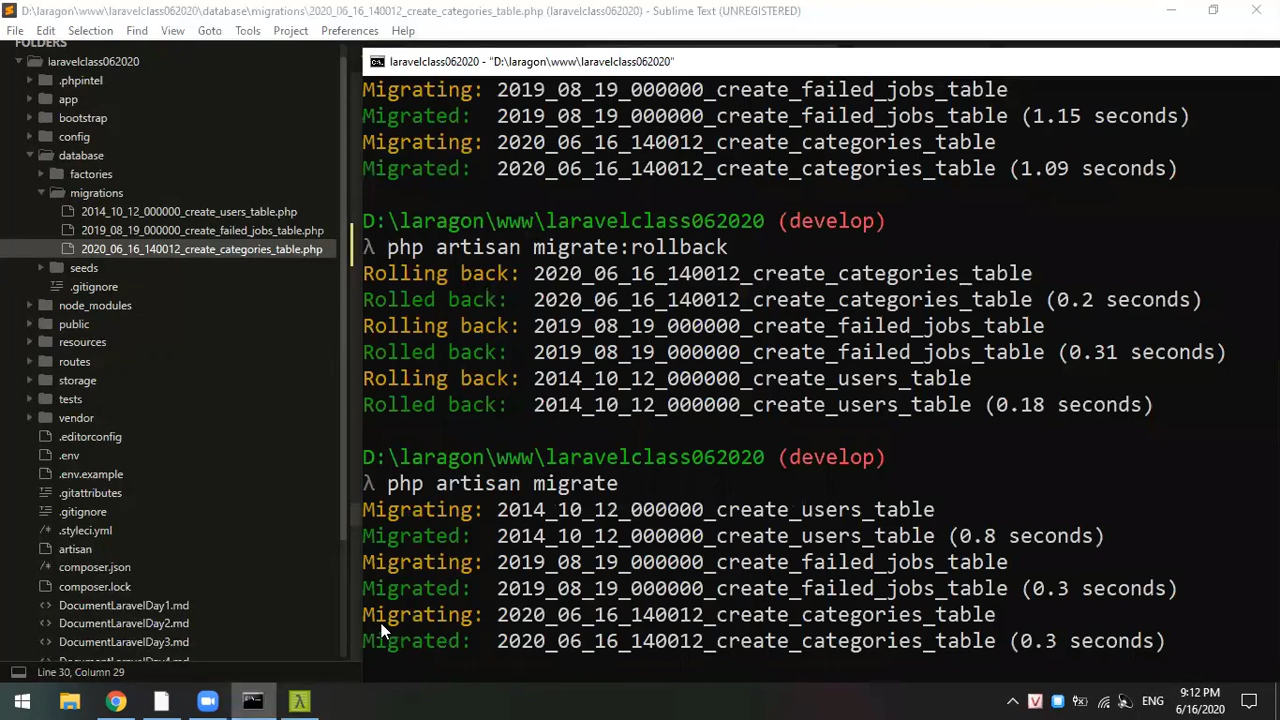 D:\laragon\www\laravelclass062020\database\migrations\2020_06_16_140012_create_categories_table.php (laravelclass062020) - Sublime Text (UNREGISTERED)
File Edit Selection Find View Goto Tools Project Preferences Help
FOLDERS
laravelclass062020
.phpintel
app
bootstrap
config
database
factories
migrations
2014_10_12_000000_create_users_table.php
2019_08_19_000000_create_failed_jobs_table.php
2020_06_16_140012_create_categories_table.php
seeds
.gitignore
node_modules
public
resources
routes
storage
tests
vendor
.editorconfig
.env
.env.example
.gitattributes
.gitignore
.styleci.yml
artisan
composer.json
composer.lock
DocumentLaravelDay1.md
DocumentLaravelDay2.md
DocumentLaravelDay3.md
DocumentLaravelDay4.md
Line 30, Column 29
laravelclass062020 - "D:\laragon\www\laravelclass062020"
Migrating: 2019_08_19_000000_create_failed_jobs_table
Migrated: 2019_08_19_000000_create_failed_jobs_table (1.15 seconds)
Migrating: 2020_06_16_140012_create_categories_table
Migrated: 2020_06_16_140012_create_categories_table (1.09 seconds)
D:\laragon\www\laravelclass062020 (develop)
λ php artisan migrate:rollback
Rolling back: 2020_06_16_140012_create_categories_table
Rolled back: 2020_06_16_140012_create_categories_table (0.2 seconds)
Rolling back: 2019_08_19_000000_create_failed_jobs_table
Rolled back: 2019_08_19_000000_create_failed_jobs_table (0.31 seconds)
Rolling back: 2014_10_12_000000_create_users_table
Rolled back: 2014_10_12_000000_create_users_table (0.18 seconds)
D:\laragon\www\laravelclass062020 (develop)
λ php artisan migrate
Migrating: 2014_10_12_000000_create_users_table
Migrated: 2014_10_12_000000_create_users_table (0.8 seconds)
Migrating: 2019_08_19_000000_create_failed_jobs_table
Migrated: 2019_08_19_000000_create_failed_jobs_table (0.3 seconds)
Migrating: 2020_06_16_140012_create_categories_table
Migrated: 2020_06_16_140012_create_categories_table (0.3 seconds)
ENG
9:12 PM
6/16/2020